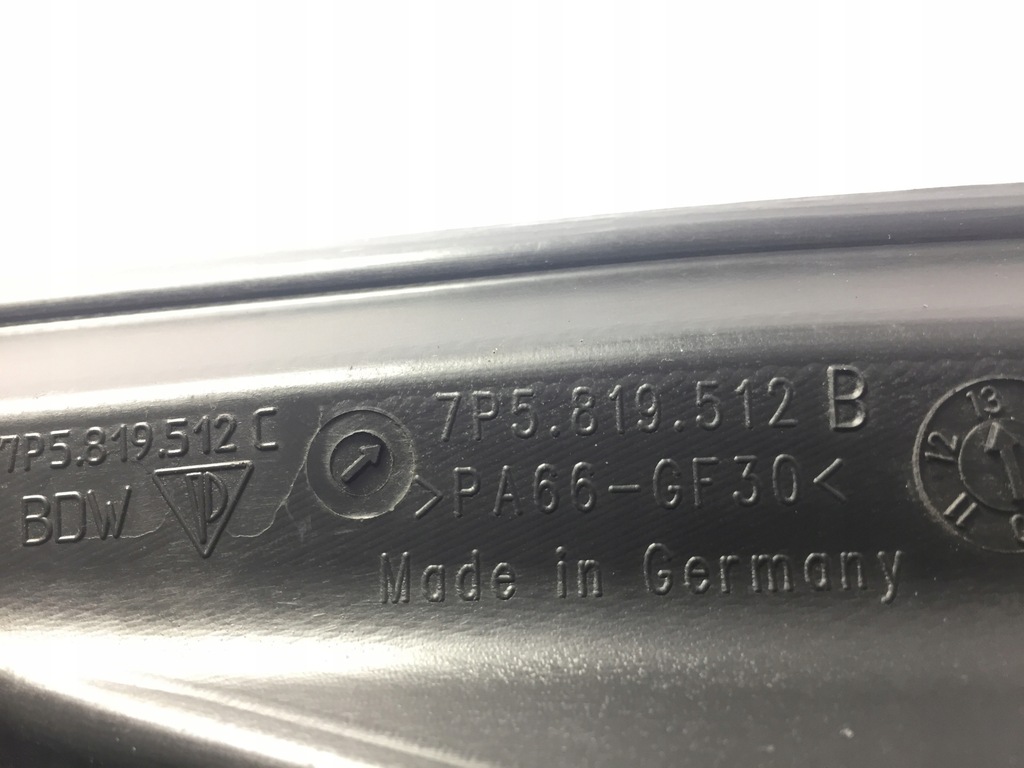 7P5.819.512 C
BDW
7P5.819.512 B
>PA66-GF30<
Made in Germany
11 12 13